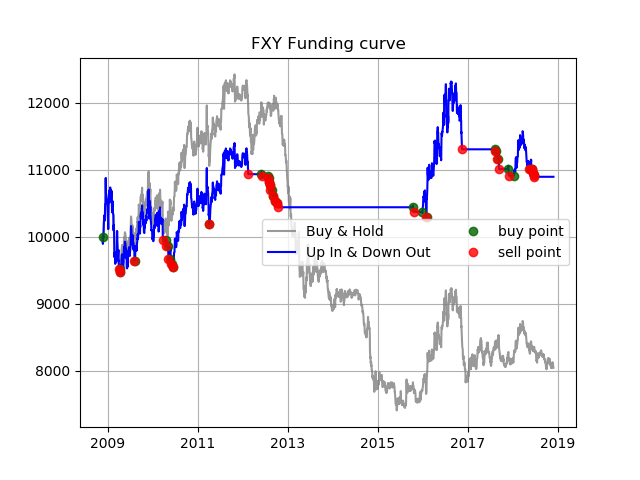 FXY Funding curve
12000
11000
10000
9000
8000
Buy & Hold
Up In & Down Out
buy point
sell point
2009 2011 2013 2015 2017 2019